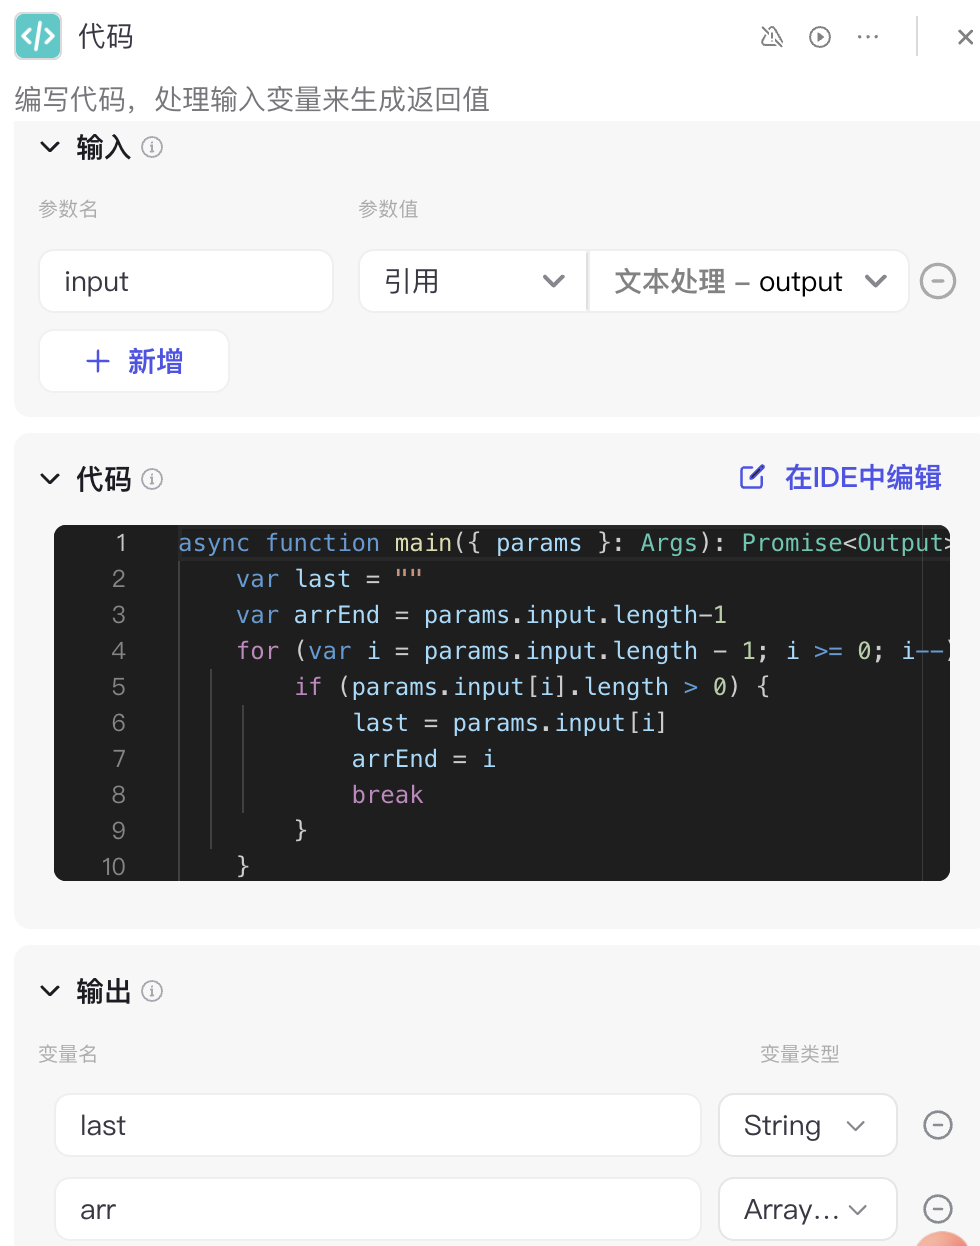 代码
编写代码，处理输入变量来生成返回值
输入
参数名 参数值
input 引用 文本处理 – output
+ 新增
代码 在IDE中编辑
1 async function main({ params }: Args): Promise<Output>
2 var last = ""
3 var arrEnd = params.input.length-1
4 for (var i = params.input.length - 1; i >= 0; i--)
5 if (params.input[i].length > 0) {
6 last = params.input[i]
7 arrEnd = i
8 break
9 }
10 }
输出
变量名 变量类型
last String
arr Array...